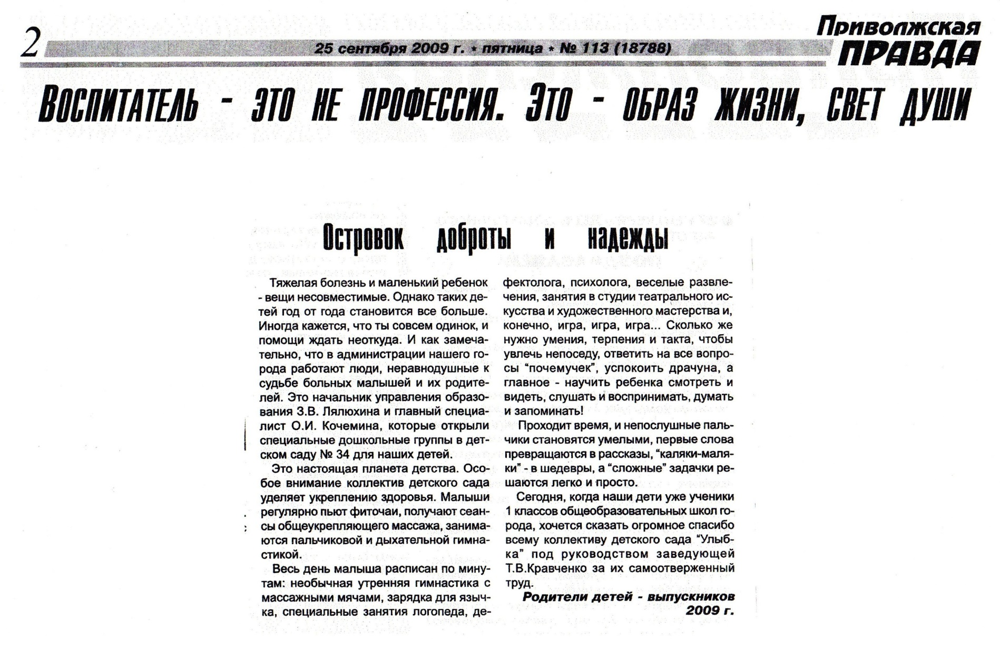 2
25 сентября 2009 г. * пятница * № 113 (18788)
Приволжская
ПРАВДА
ВОСПИТАТЕЛЬ - ЭТО НЕ ПРОФЕССИЯ. ЭТО - ОБРАЗ ЖИЗНИ, СВЕТ ДУШИ
Островок доброты и надежды
Тяжелая болезнь и маленький ребенок
- вещи несовместимые. Однако таких де-
тей год от года становится все больше.
Иногда кажется, что ты совсем одинок, и
помощи ждать неоткуда. И как замеча-
тельно, что в администрации нашего го-
рода работают люди, неравнодушные к
судьбе больных малышей и их родите-
лей. Это начальник управления образо-
вания З.В. Лялюхина и главный специа-
лист О.И. Кочемина, которые открыли
специальные дошкольные группы в дет-
ском саду № 34 для наших детей.
Это настоящая планета детства. Осо-
бое внимание коллектив детского сада
уделяет укреплению здоровья. Малыши
регулярно пьют фиточаи, получают сеан-
сы общеукрепляющего массажа, занима-
ются пальчиковой и дыхательной гимна-
стикой.
Весь день малыша расписан по мину-
там: необычная утренняя гимнастика с
массажными мячами, зарядка для языч-
ка, специальные занятия логопеда, де-
фектолога, психолога, веселые развле-
чения, занятия в студии театрального ис-
кусства и художественного мастерства и,
конечно, игра, игра, игра... Сколько же
нужно умения, терпения и такта, чтобы
увлечь непоседу, ответить на все вопро-
сы "почемучек", успокоить драчуна, а
главное - научить ребенка смотреть и
видеть, слушать и воспринимать, думать
и запоминать!
Проходит время, и непослушные паль-
чики становятся умелыми, первые слова
превращаются в рассказы, "каляки-маля-
ки" - в шедевры, а "сложные" задачки ре-
шаются легко и просто.
Сегодня, когда наши дети уже ученики
1 классов общеобразовательных школ го-
рода, хочется сказать огромное спасибо
всему коллективу детского сада "Улыб-
ка" под руководством заведующей
Т.В.Кравченко за их самоотверженный
труд.
Родители детей - выпускников
2009 г.